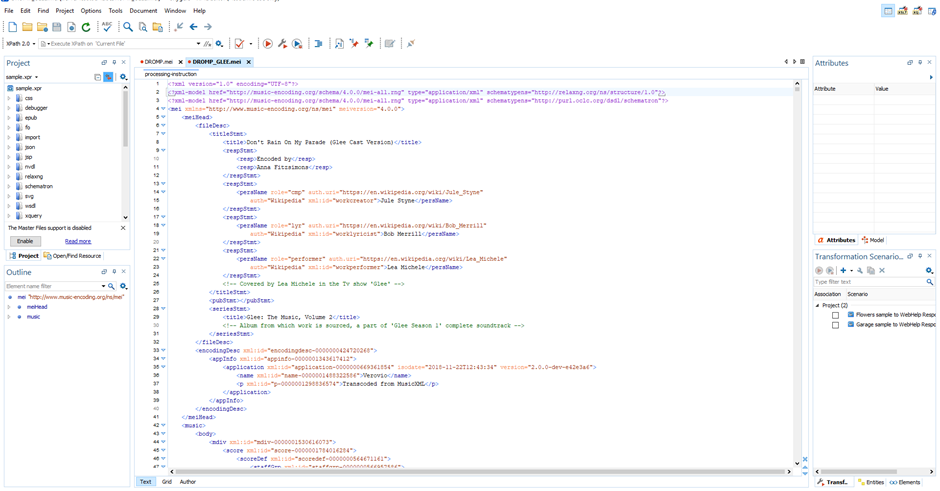 File Edit Find Project Options Tools Document Window Help
XPath 2.0 Execute XPath on 'Current File'
Project
sample.xpr
sample.xpr
css
debugger
epub
fo
import
json
jsp
nvdl
relaxng
schematron
svg
wsdl
xquery
The Master Files support is disabled
Enable Read more
Project Open/Find Resource
Outline
Element name filter
mei "http://www.music-encoding.org/ns/mei"
meiHead
music
DROMP.mei DROMP_GLEE.mei
processing-instruction
1 <?xml version="1.0" encoding="UTF-8"?>
2 <?xml-model href="http://music-encoding.org/schema/4.0.0/mei-all.rng" type="application/xml" schematypens="http://relaxng.org/ns/structure/1.0"?>
3 <?xml-model href="http://music-encoding.org/schema/4.0.0/mei-all.rng" type="application/xml" schematypens="http://purl.oclc.org/dsdl/schematron"?>
4 <mei xmlns="http://www.music-encoding.org/ns/mei" meiversion="4.0.0">
5 <meiHead>
6 <fileDesc>
7 <titleStmt>
8 <title>Don't Rain On My Parade (Glee Cast Version)</title>
9 <respStmt>
10 <resp>Encoded by</resp>
11 <resp>Anna Fitzsimons</resp>
12 </respStmt>
13 <respStmt>
14 <persName role="cmp" auth.uri="https://en.wikipedia.org/wiki/Jule_Styne"
15 auth="Wikipedia" xml:id="workcreator">Jule Styne</persName>
16 </respStmt>
17 <respStmt>
18 <persName role="lyr" auth.uri="https://en.wikipedia.org/wiki/Bob_Merrill"
19 auth="Wikipedia" xml:id="worklyricist">Bob Merrill</persName>
20 </respStmt>
21 <respStmt>
22 <persName role="performer" auth.uri="https://en.wikipedia.org/wiki/Lea_Michele"
23 auth="Wikipedia" xml:id="workperformer">Lea Michele</persName>
24 </respStmt>
25 <!-- Covered by Lea Michele in the Tv show 'Glee' -->
26 </titleStmt>
27 <pubStmt></pubStmt>
28 <seriesStmt>
29 <title>Glee: The Music, Volume 2</title>
30 <!-- Album from which work is sourced, a part of 'Glee Season 1' complete soundtrack -->
31 </seriesStmt>
32 </fileDesc>
33 <encodingDesc xml:id="encodingdesc-0000000424720268">
34 <appInfo xml:id="appinfo-0000001343617412">
35 <application xml:id="application-0000000669361854" isodate="2018-11-22T12:43:34" version="2.0.0-dev-e42e3a6">
36 <name xml:id="name-0000001488322586">Verovio</name>
37 <p xml:id="p-0000001298836574">Transcoded from MusicXML</p>
38 </application>
39 </appInfo>
40 </encodingDesc>
41 </meiHead>
42 <music>
43 <body>
44 <mdiv xml:id="mdiv-0000001530616073">
45 <score xml:id="score-0000001784016284">
46 <scoreDef xml:id="scoredef-0000000564671161">
47
Text Grid Author
Attributes
Attribute Value
Attributes Model
Transformation Scenario...
Type filter text
Association Scenario
Project (2)
Flowers sample to WebHelp Respo
Garage sample to WebHelp Respo
Transf... Entities Elements